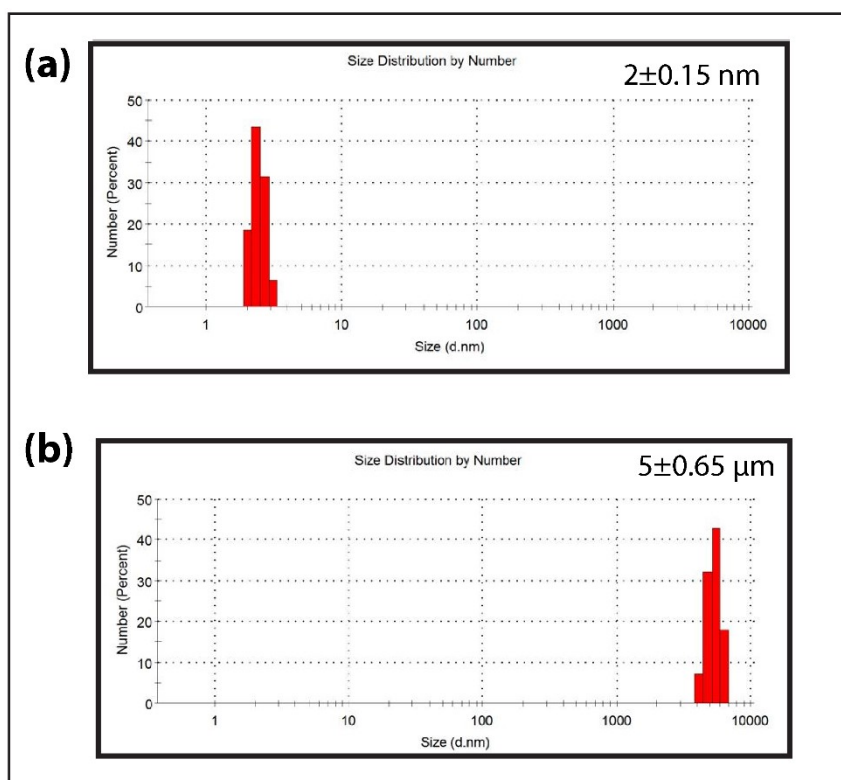 (a)
Size Distribution by Number
2±0.15 nm
50
40
30
20
10
0
Number (Percent)
1 10 100 1000 10000
Size (d.nm)
(b)
Size Distribution by Number
5±0.65 µm
50
40
30
20
10
0
Number (Percent)
1 10 100 1000 10000
Size (d.nm)